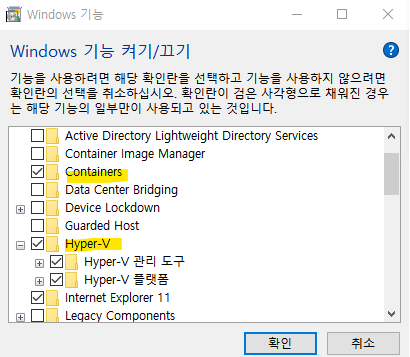 Windows 기능
Windows 기능 켜기/끄기
기능을 사용하려면 해당 확인란을 선택하고 기능을 사용하지 않으려면
확인란의 선택을 취소하십시오. 확인란이 검은 사각형으로 채워진 경우
는 해당 기능의 일부만이 사용되고 있는 것입니다.
Active Directory Lightweight Directory Services
Container Image Manager
Containers
Data Center Bridging
Device Lockdown
Guarded Host
Hyper-V
Hyper-V 관리 도구
Hyper-V 플랫폼
Internet Explorer 11
Legacy Components
확인 취소